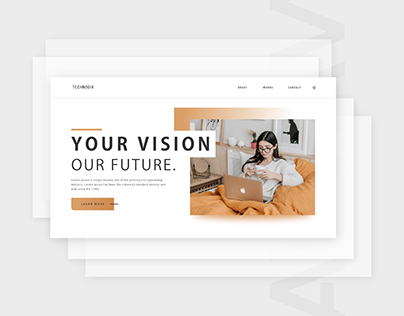 TECHNODIX
ABOUT
WORKS
CONTACT
YOUR VISION
OUR FUTURE.
Lorem Ipsum is simply dummy text of the printing and typesetting
industry. Lorem Ipsum has been the industry's standard dummy text
ever since the 1500s.
LEARN MORE